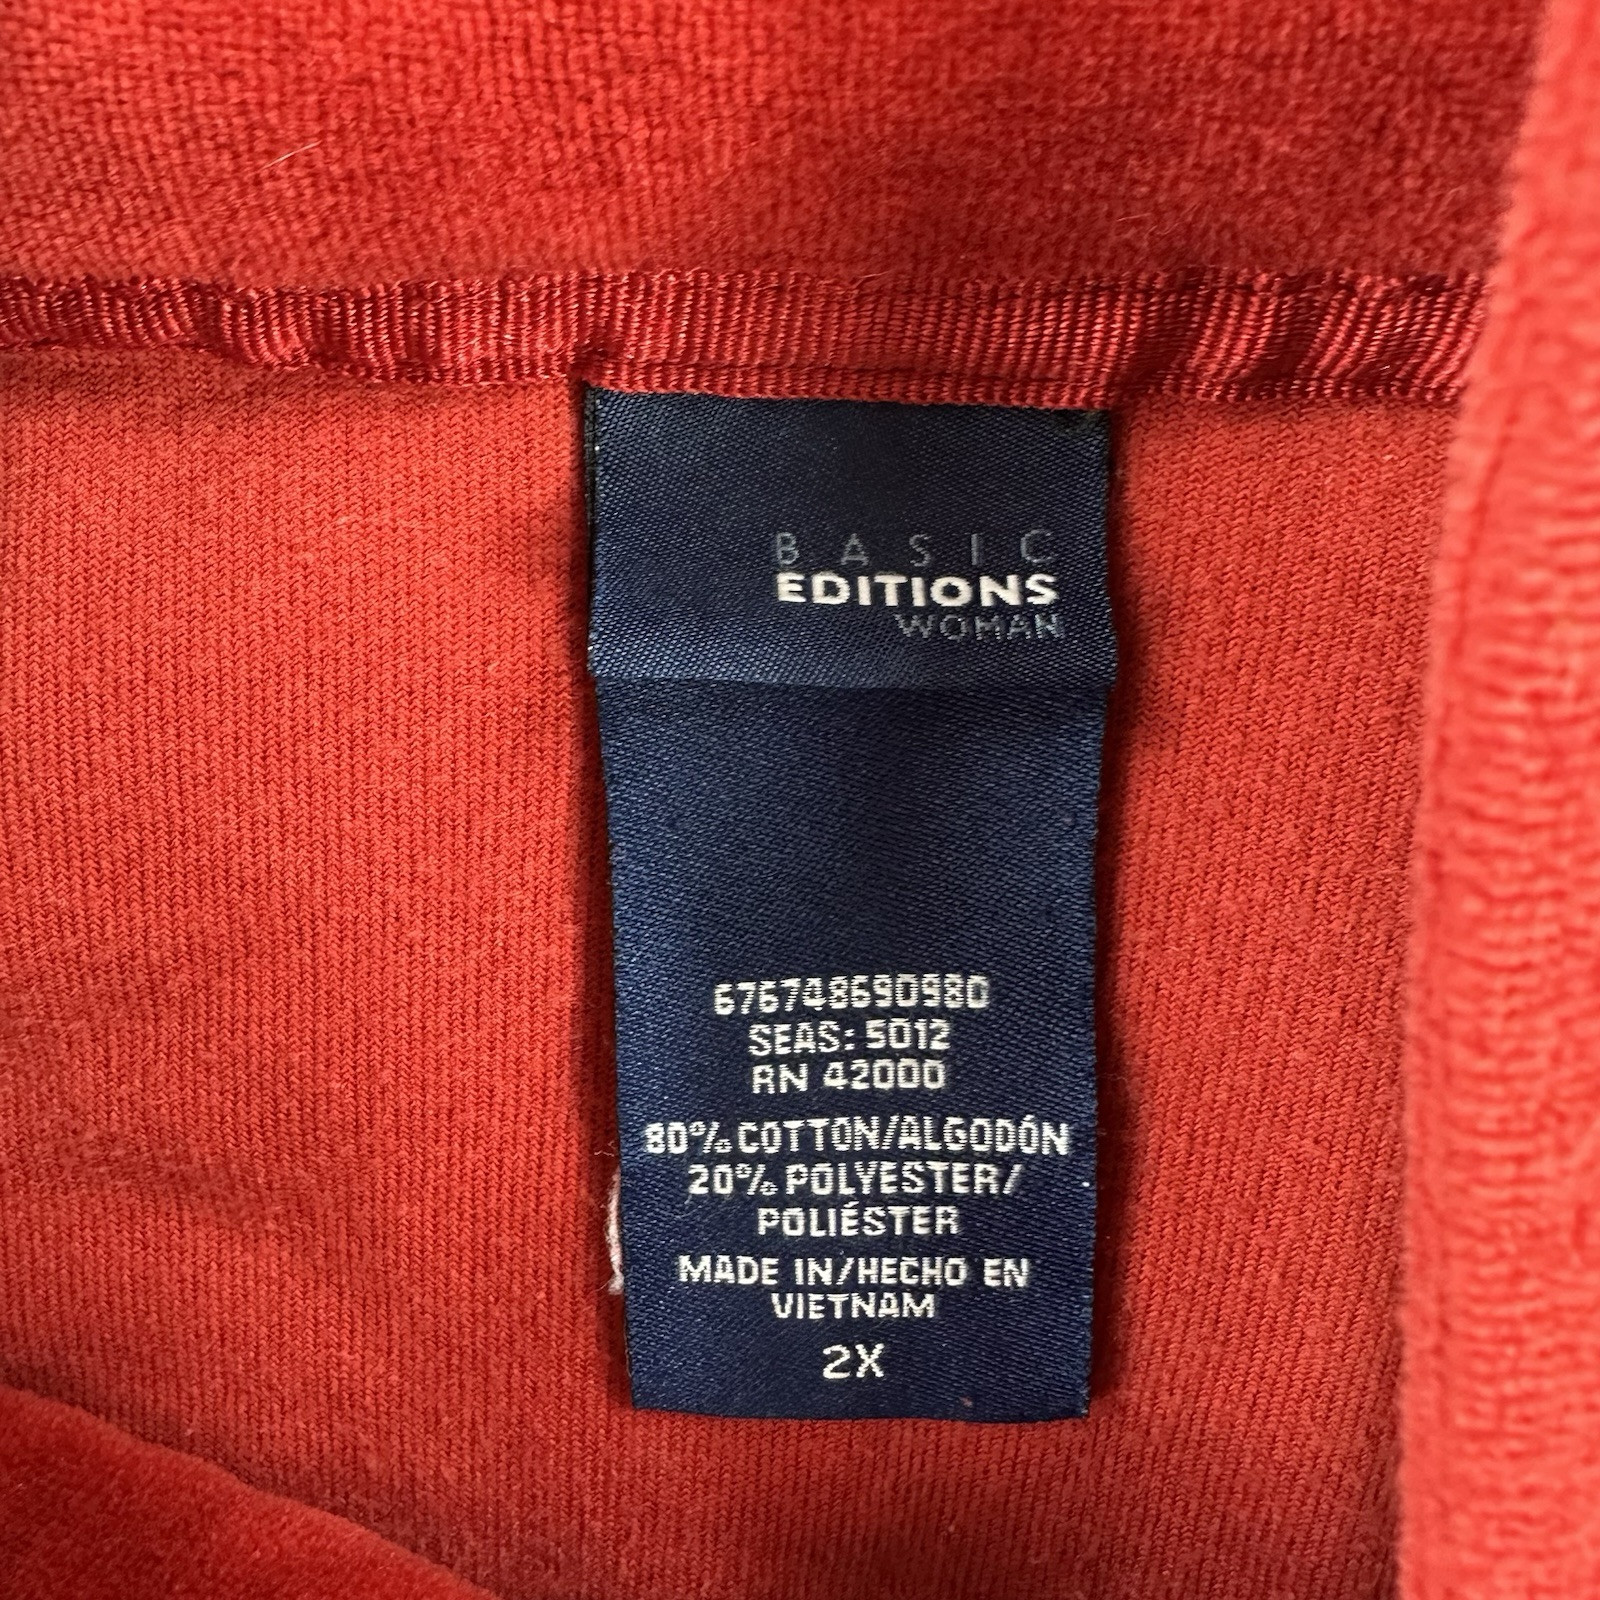 BASIC
EDITIONS
WOMAN
676748690980
SEAS: 5012
RN 42000
80% COTTON/ALGODÓN
20% POLYESTER/
POLIÉSTER
MADE IN/HECHO EN
VIETNAM
2X